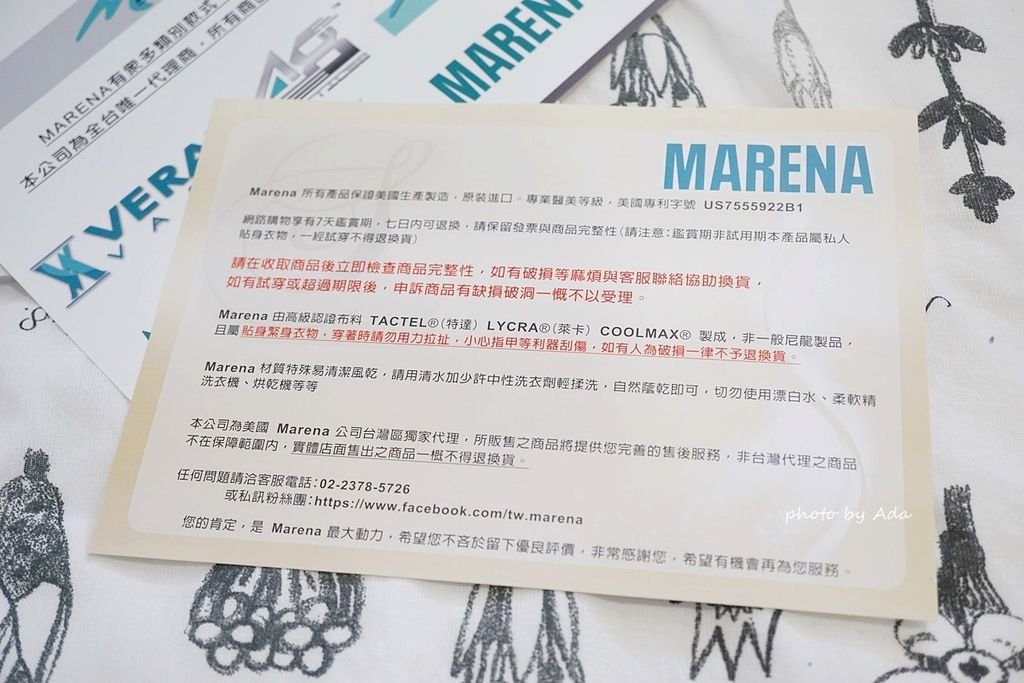 MARENA有眾多類別款式
本公司為全台唯一代理商，所有商
MARENA
VERA
MARENA
Marena 所有產品保證美國生產製造，原裝進口。專業醫美等級，美國專利字號 US7555922B1
網路購物享有7天鑑賞期，七日內可退換，請保留發票與商品完整性(請注意:鑑賞期非試用期本產品屬私人
貼身衣物，一經試穿不得退換貨)
請在收取商品後立即檢查商品完整性，如有破損等麻煩與客服聯絡協助換貨，
如有試穿或超過期限後，申訴商品有缺損破洞一慨不以受理。
Marena 由高級認證布料 TACTEL®(特達) LYCRA®(萊卡) COOLMAX® 製成，非一般尼龍製品，
且屬貼身緊身衣物，穿著時請勿用力拉扯，小心指甲等利器刮傷，如有人為破損一律不予退換貨。
Marena 材質特殊易清潔風乾，請用清水加少許中性洗衣劑輕揉洗，自然蔭乾即可，切勿使用漂白水、柔軟精
洗衣機、烘乾機等等
本公司為美國 Marena 公司台灣區獨家代理，所販售之商品將提供您完善的售後服務，非台灣代理之商品
不在保障範圍內，實體店面售出之商品一概不得退換貨。
任何問題請洽客服電話:02-2378-5726
或私訊粉絲團:https://www.facebook.com/tw.marena
您的肯定，是 Marena 最大動力，希望您不吝於留下優良評價，非常感謝您，希望有機會再為您服務。
photo by Ada